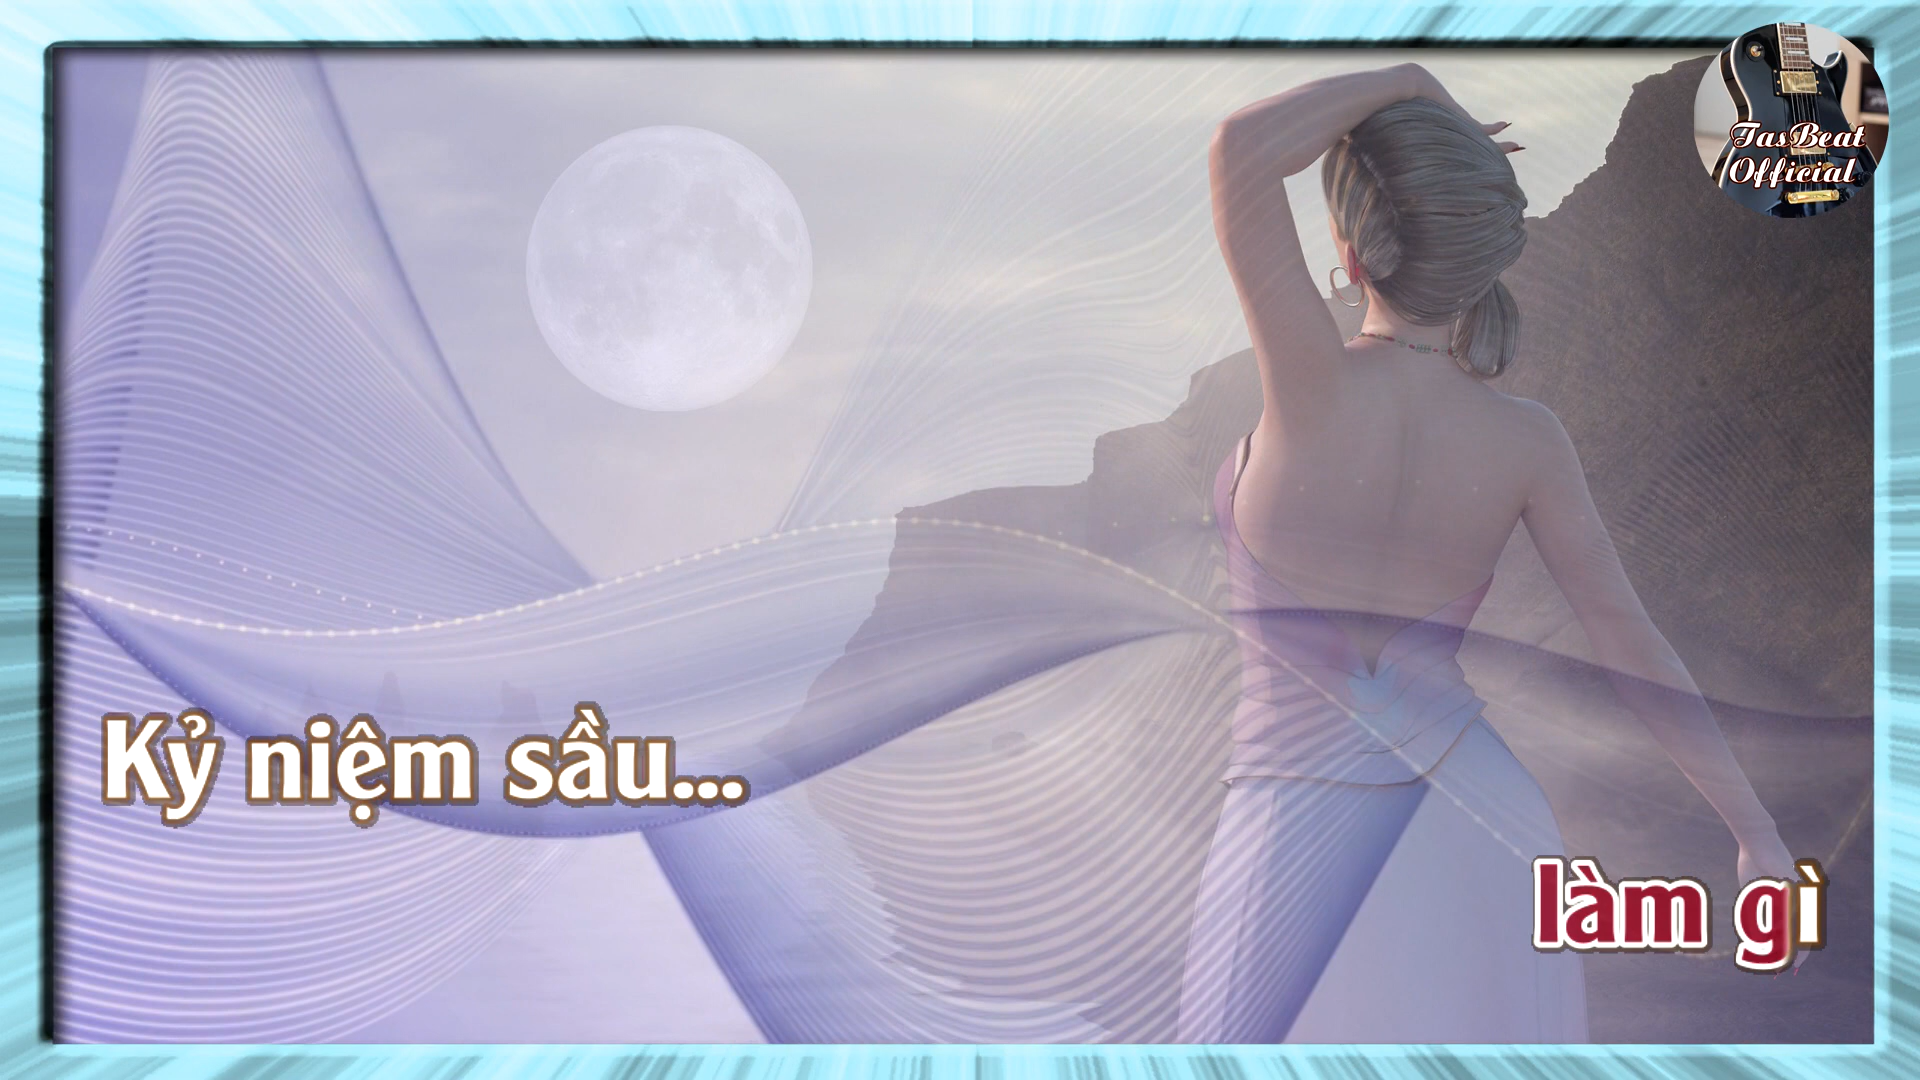 TasBeat
Official
Kỷ niệm sầu...
làm gì